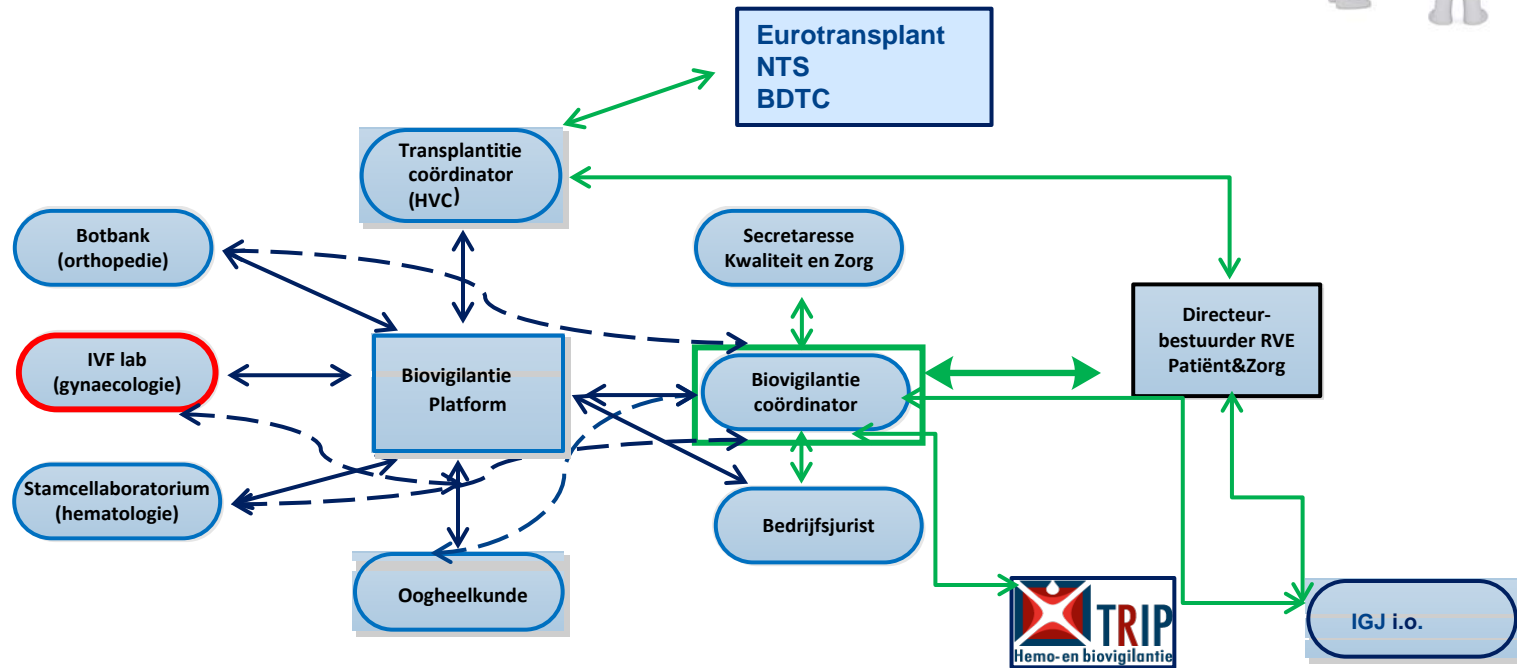 Eurotransplant
NTS
BDTC
Transplantitie
coördinator
(HVC)
Botbank
(orthopedie)
Secretaresse
Kwaliteit en Zorg
Directeur-
bestuurder RVE
Patiënt&Zorg
IVF lab
(gynaecologie)
Biovigilantie
Platform
Biovigilantie
coördinator
Stamcellaboratorium
(hematologie)
Bedrijfsjurist
Oogheelkunde
TRIP
Hemo- en biovigilantie
IGJ i.o.